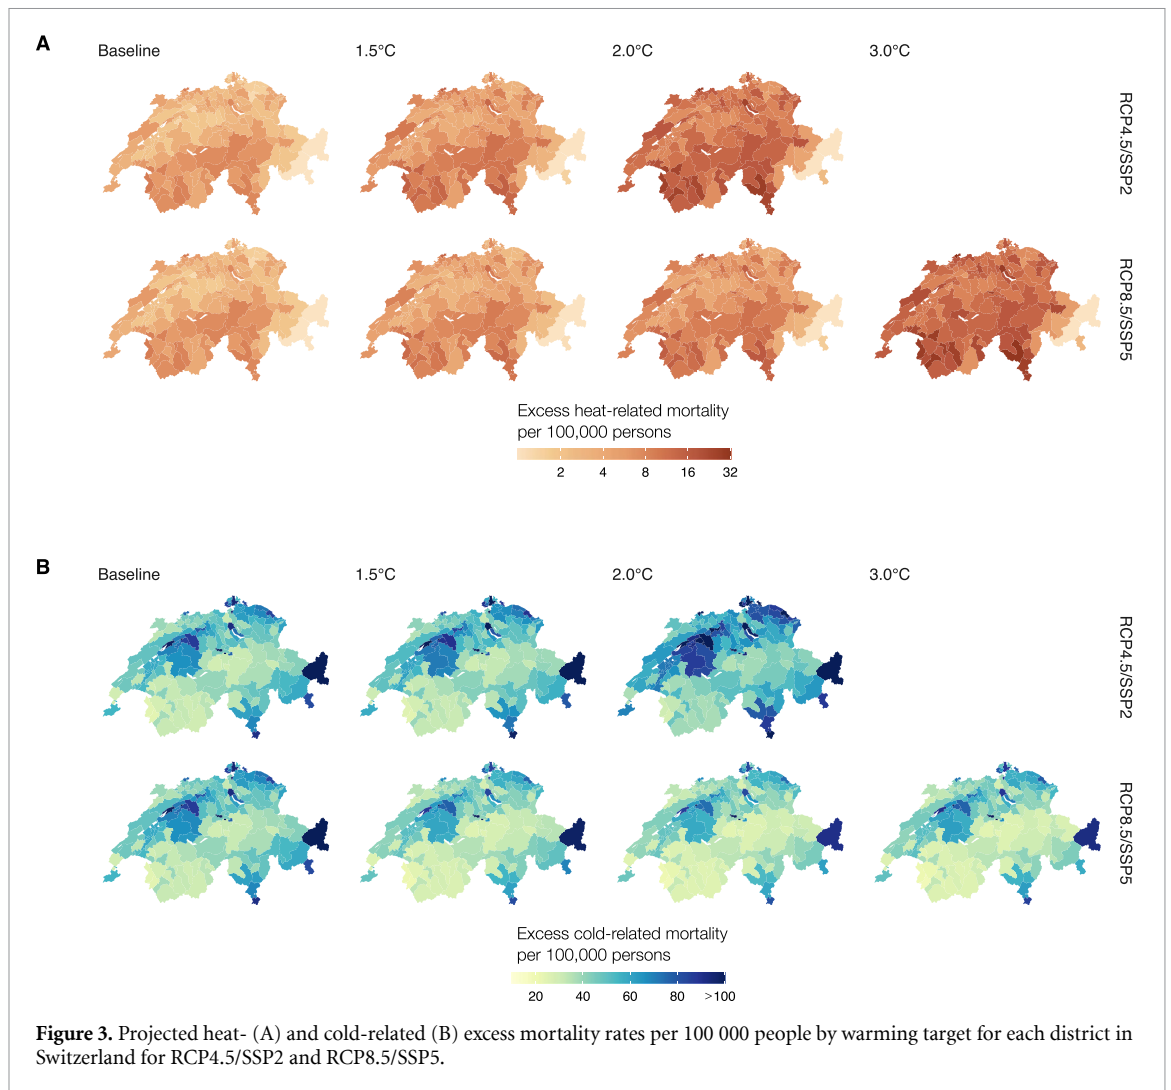 A
Baseline 1.5°C 2.0°C 3.0°C
RCP4.5/SSP2
RCP8.5/SSP5
Excess heat-related mortality
per 100,000 persons
2 4 8 16 32
B
Baseline 1.5°C 2.0°C 3.0°C
RCP4.5/SSP2
RCP8.5/SSP5
Excess cold-related mortality
per 100,000 persons
20 40 60 80 >100
Figure 3. Projected heat- (A) and cold-related (B) excess mortality rates per 100 000 people by warming target for each district in
Switzerland for RCP4.5/SSP2 and RCP8.5/SSP5.